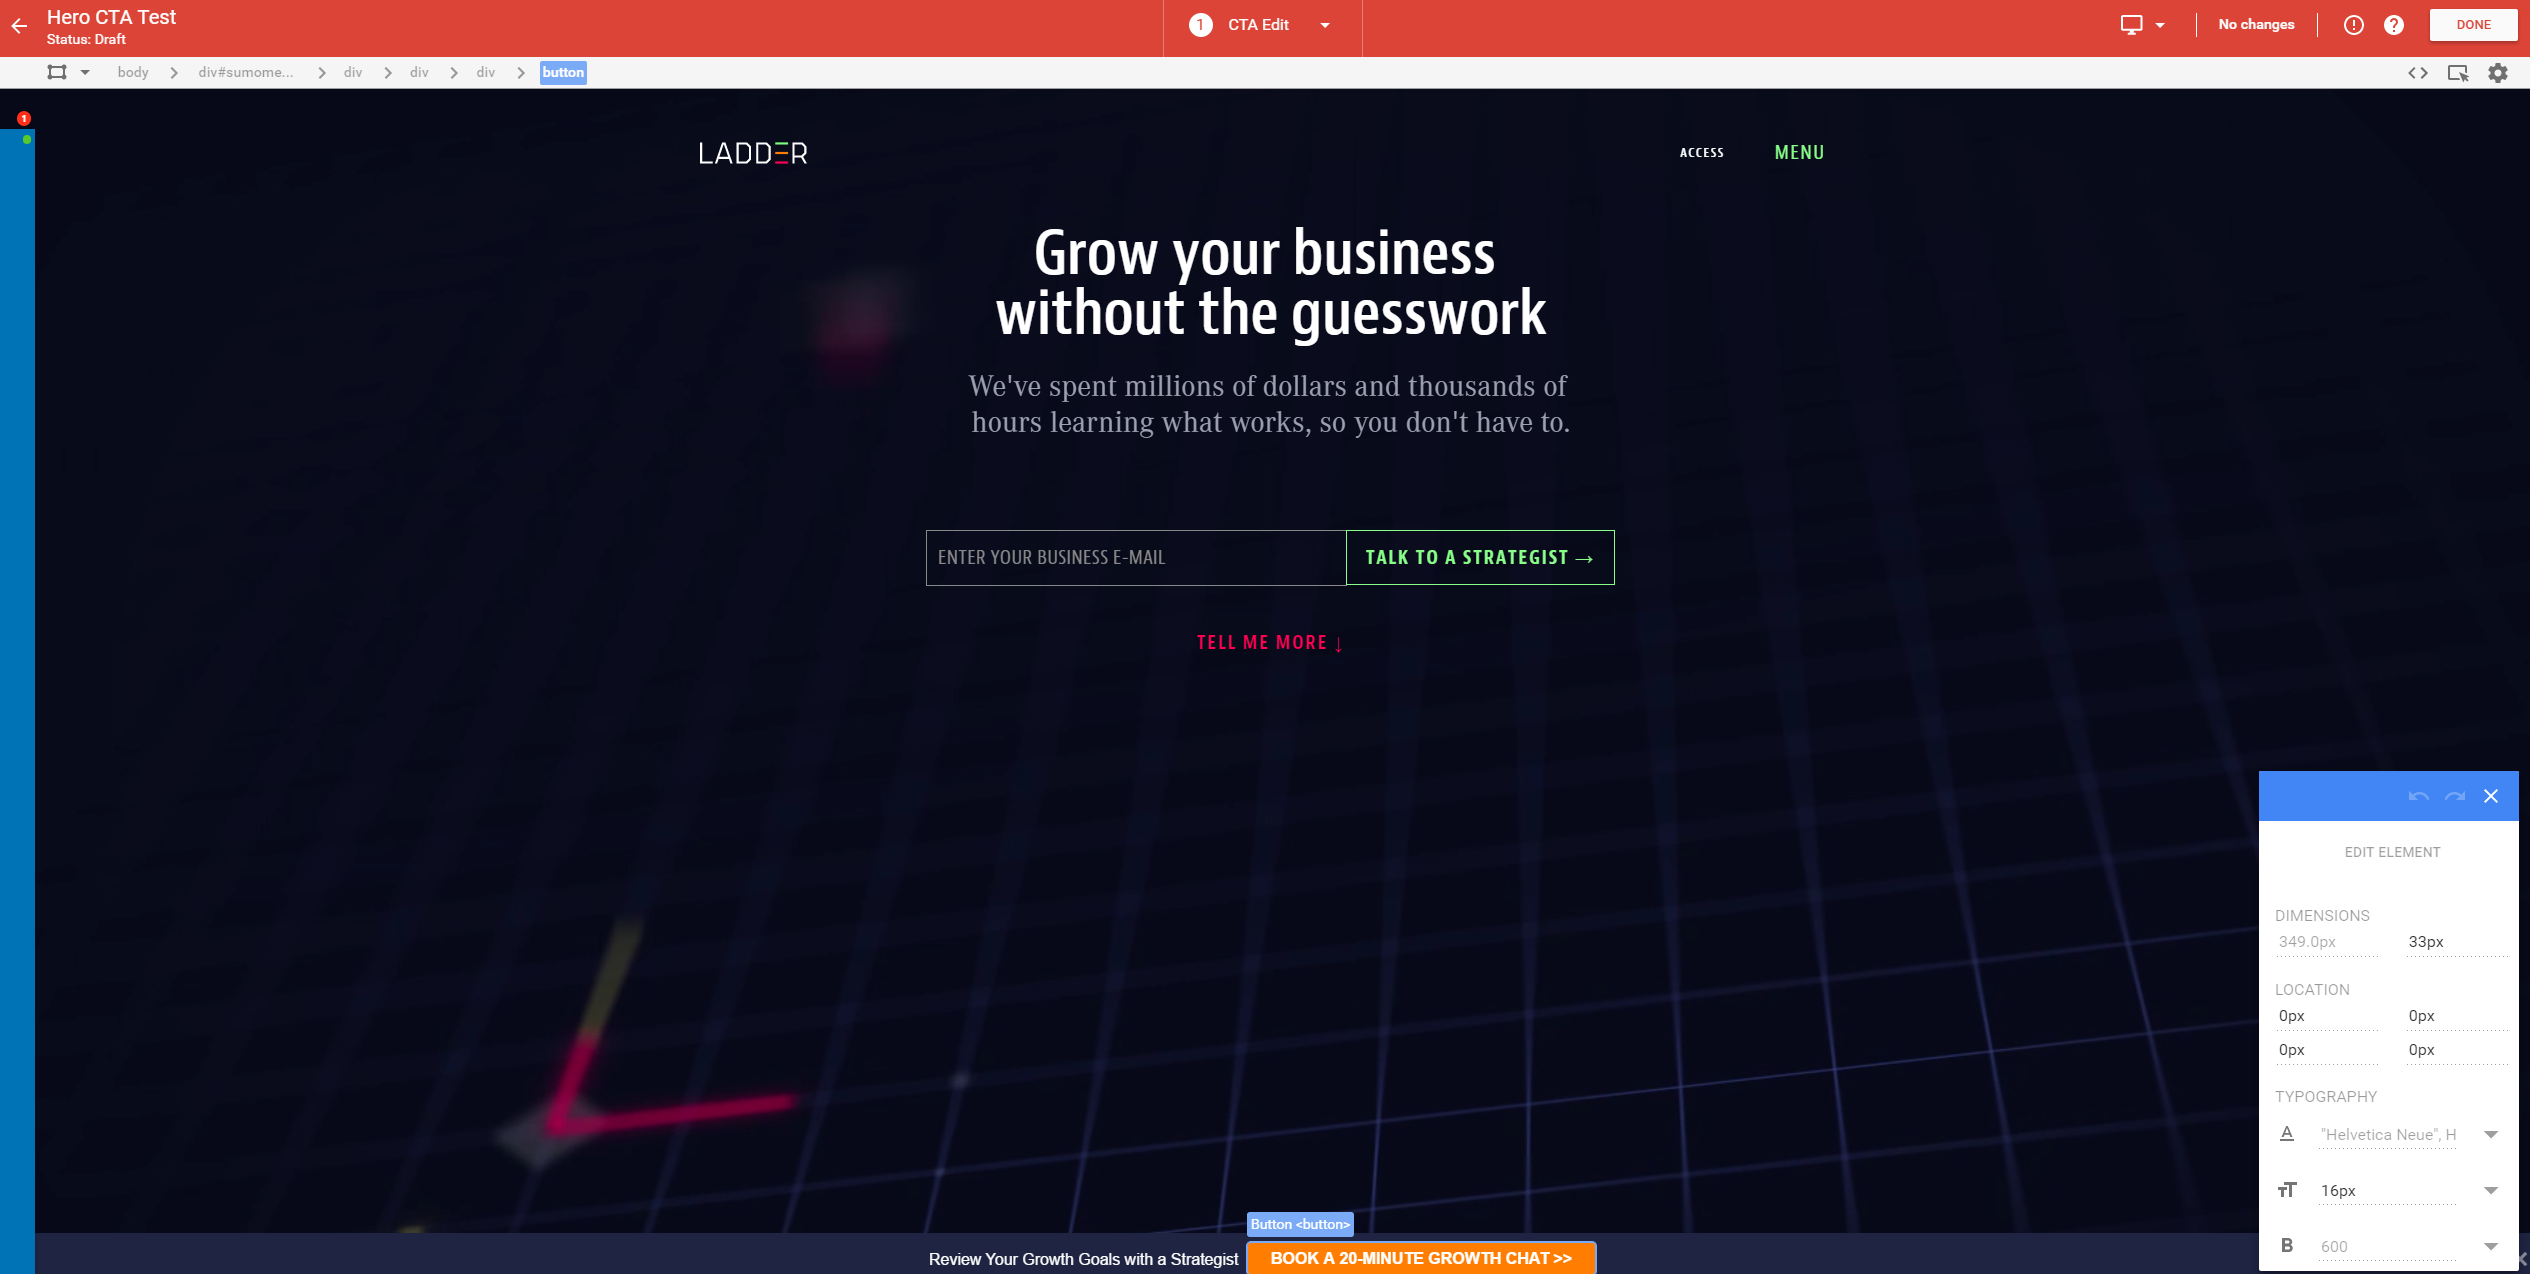 Hero CTA Test
Status: Draft
1 CTA Edit
No changes
DONE
body div#sumome... div div div button
1
LADDER
ACCESS
MENU
Grow your business
without the guesswork
We've spent millions of dollars and thousands of
hours learning what works, so you don't have to.
ENTER YOUR BUSINESS E-MAIL
TALK TO A STRATEGIST →
TELL ME MORE ↓
EDIT ELEMENT
DIMENSIONS
349.0px 33px
LOCATION
0px 0px
0px 0px
TYPOGRAPHY
A "Helvetica Neue", H
TT 16px
B 600
Button <button>
Review Your Growth Goals with a Strategist
BOOK A 20-MINUTE GROWTH CHAT >>